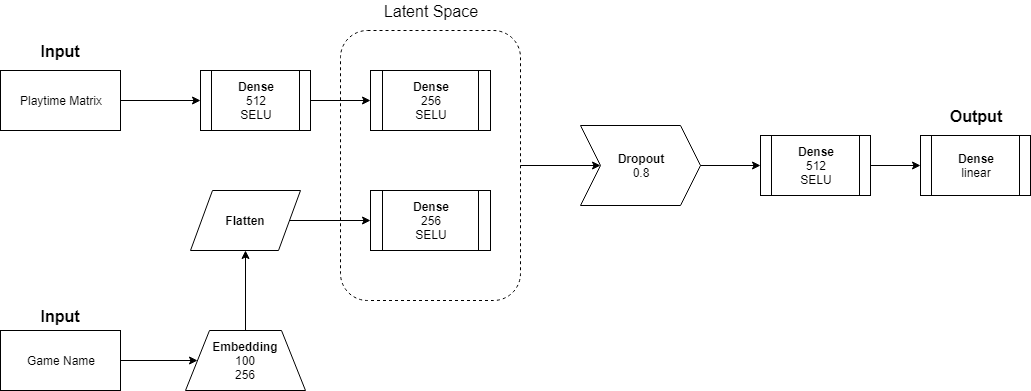 Latent Space
Input
Playtime Matrix
Dense
512
SELU
Dense
256
SELU
Output
Dropout
0.8
Dense
512
SELU
Dense
linear
Flatten
Dense
256
SELU
Input
Game Name
Embedding
100
256